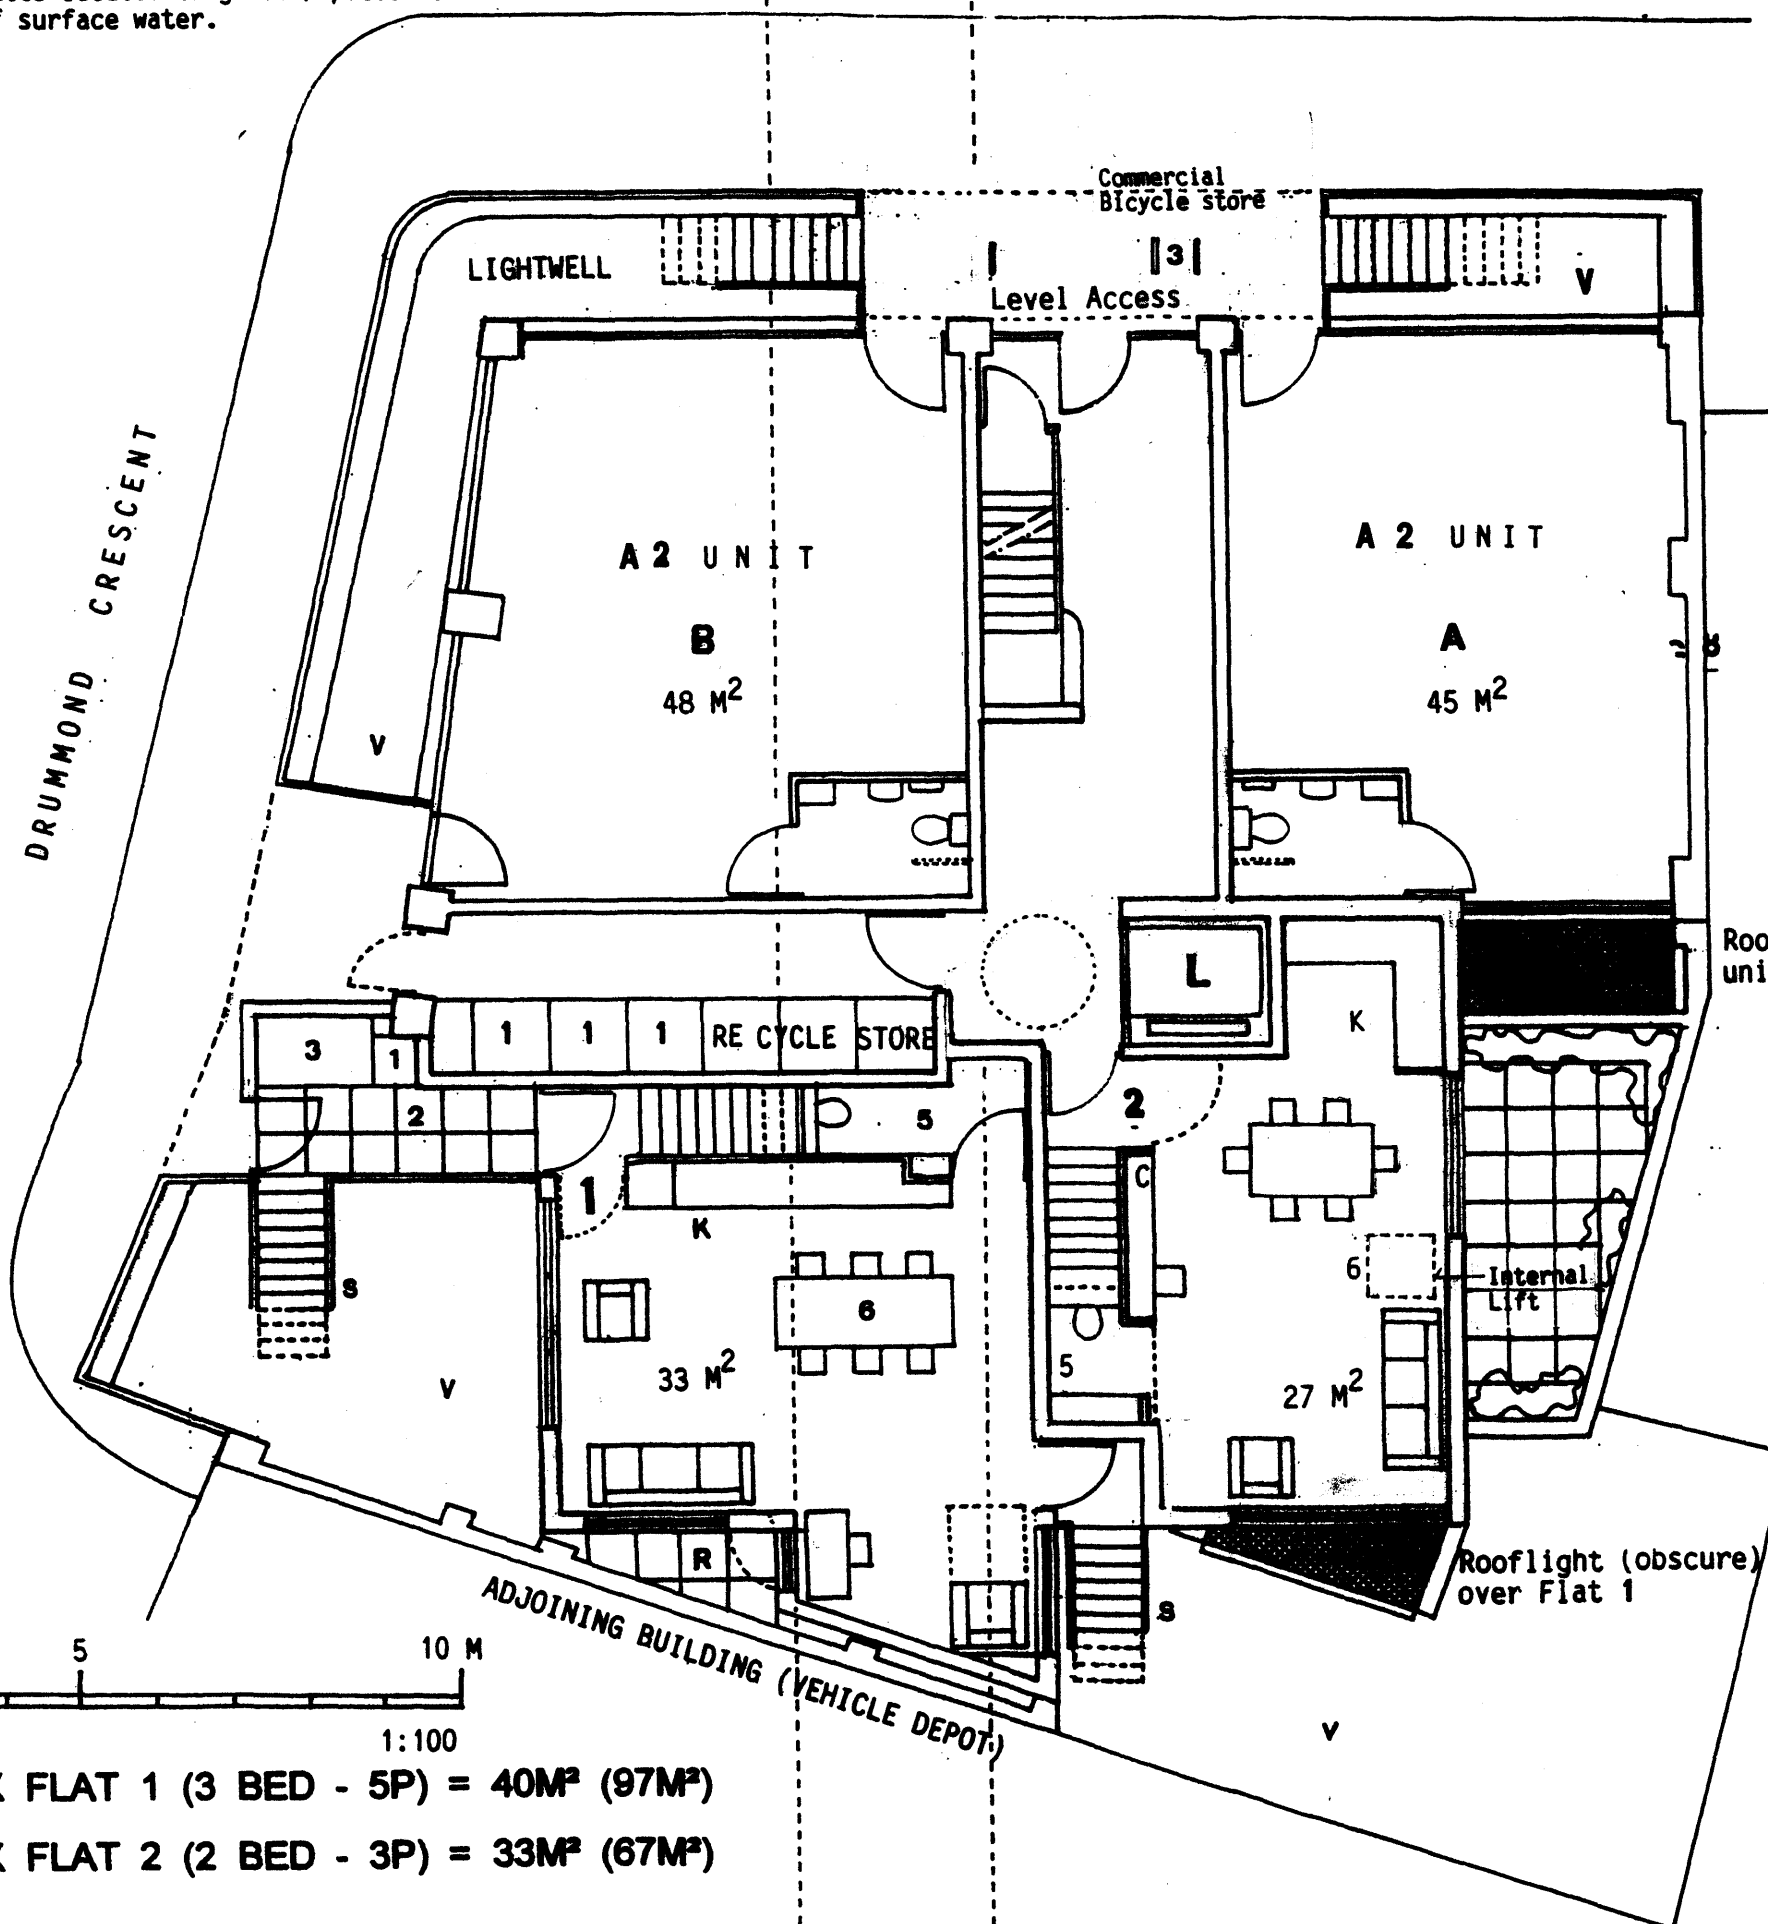 surface water.
Commercial
Bicycle store
3
LIGHTWELL
Level Access
V
DRUMMOND CRESCENT
A2 UNIT
B
48 M²
A2 UNIT
A
45 M²
V
L
K
3
1
1
1
1
RE CYCLE STORE
2
5
2
1
C
K
S
6
6
Internal
Lift
33 M²
5
27 M²
V
R
S
Rooflight (obscure)
over Flat 1
ADJOINING BUILDING (VEHICLE DEPOT)
5
10 M
1:100
V
FLAT 1 (3 BED - 5P) = 40M² (97M²)
FLAT 2 (2 BED - 3P) = 33M² (67M²)